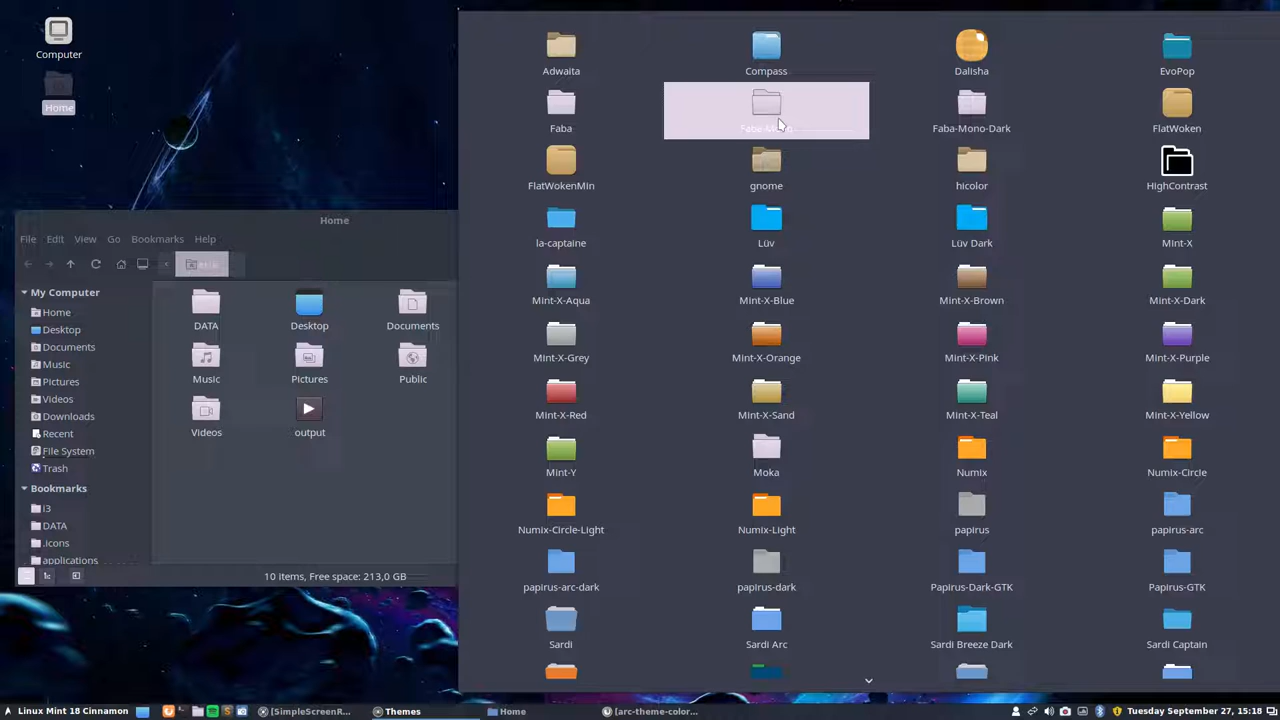 Computer
Home
Home
File Edit View Go Bookmarks Help
My Computer
Home
Desktop
Documents
Music
Pictures
Videos
Downloads
Recent
File System
Trash
Bookmarks
i3
DATA
.icons
applications
DATA Desktop Documents
Music Pictures Public
Videos output
10 items, Free space: 213,0 GB
Adwaita Compass Dalisha EvoPop
Faba Faba-Mono-Dark FlatWoken
FlatWokenMin gnome hicolor HighContrast
la-captaine Lüv Lüv Dark Mint-X
Mint-X-Aqua Mint-X-Blue Mint-X-Brown Mint-X-Dark
Mint-X-Grey Mint-X-Orange Mint-X-Pink Mint-X-Purple
Mint-X-Red Mint-X-Sand Mint-X-Teal Mint-X-Yellow
Mint-Y Moka Numix Numix-Circle
Numix-Circle-Light Numix-Light papirus papirus-arc
papirus-arc-dark papirus-dark Papirus-Dark-GTK Papirus-GTK
Sardi Sardi Arc Sardi Breeze Dark Sardi Captain
Linux Mint 18 Cinnamon [SimpleScreenR... Themes Home [arc-theme-color... Tuesday September 27, 15:18